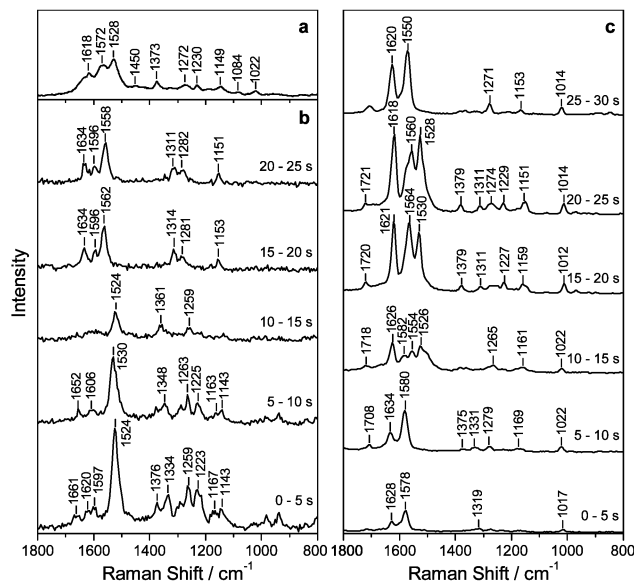 a
1618 1572 1528 1450 1373 1272 1230 1149 1084 1022
b
1634 1596 1558 1311 1282 1151
20 - 25 s
1634 1596 1562 1314 1281 1153
15 - 20 s
1524 1361 1259
10 - 15 s
1652 1606 1530 1348 1263 1225 1163 1143
5 - 10 s
1661 1620 1597 1524 1376 1334 1259 1223 1167 1143
0 - 5 s
1800 1600 1400 1200 1000 800
Raman Shift / cm-1
Intensity
c
1620 1550 1271 1153 1014
25 - 30 s
1721 1618 1560 1528 1379 1311 1274 1229 1151 1014
20 - 25 s
1720 1621 1564 1530 1379 1311 1227 1159 1012
15 - 20 s
1718 1626 1582 1554 1526 1265 1161 1022
10 - 15 s
1708 1634 1580 1375 1331 1279 1169 1022
5 - 10 s
1628 1578 1319 1017
0 - 5 s
1800 1600 1400 1200 1000 800
Raman Shift / cm-1